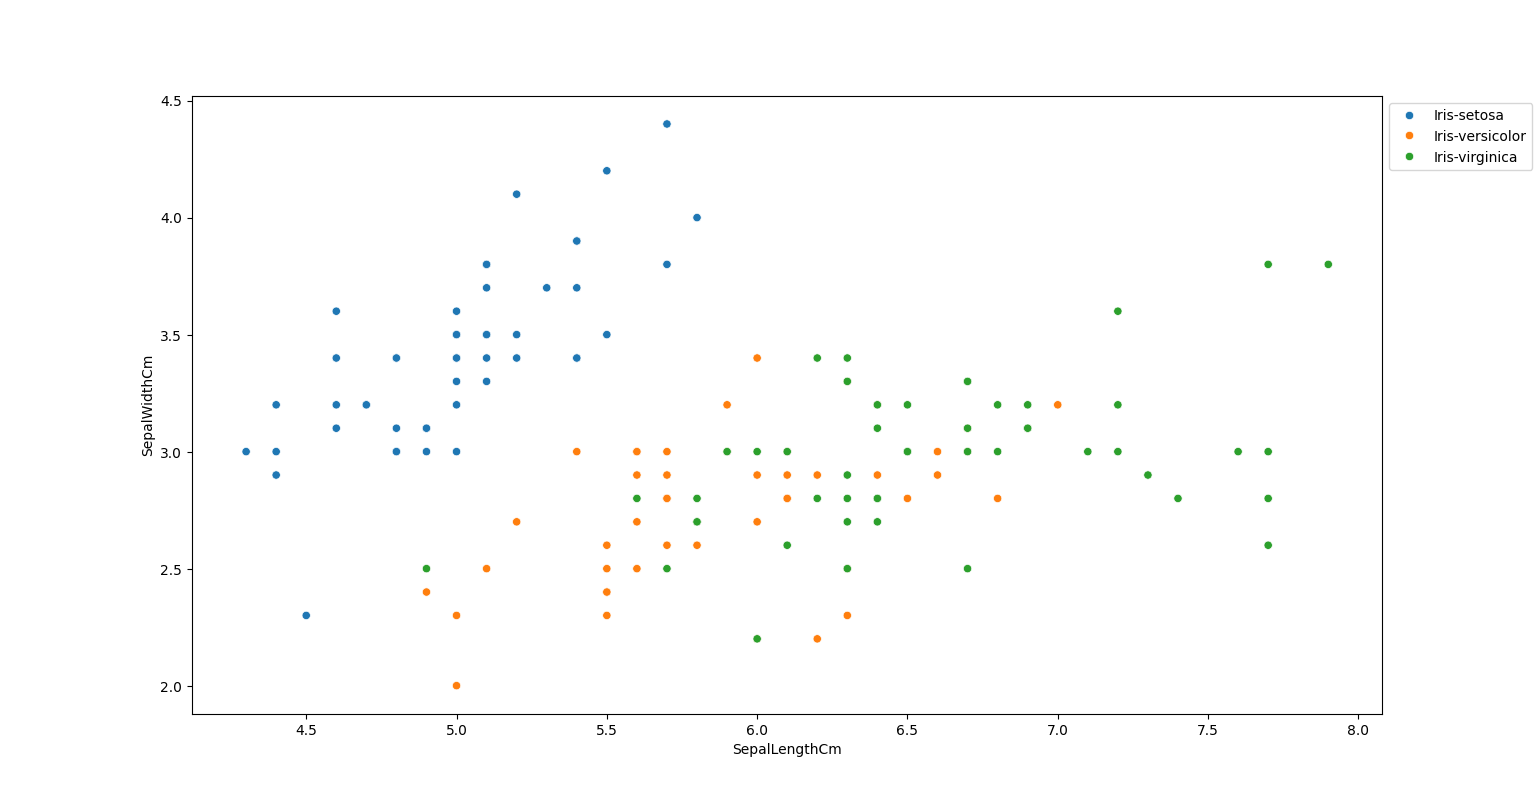 4.5
4.0
3.5
3.0
2.5
2.0
SepalWidthCm
4.5 5.0 5.5 6.0 6.5 7.0 7.5 8.0
SepalLengthCm
Iris-setosa
Iris-versicolor
Iris-virginica